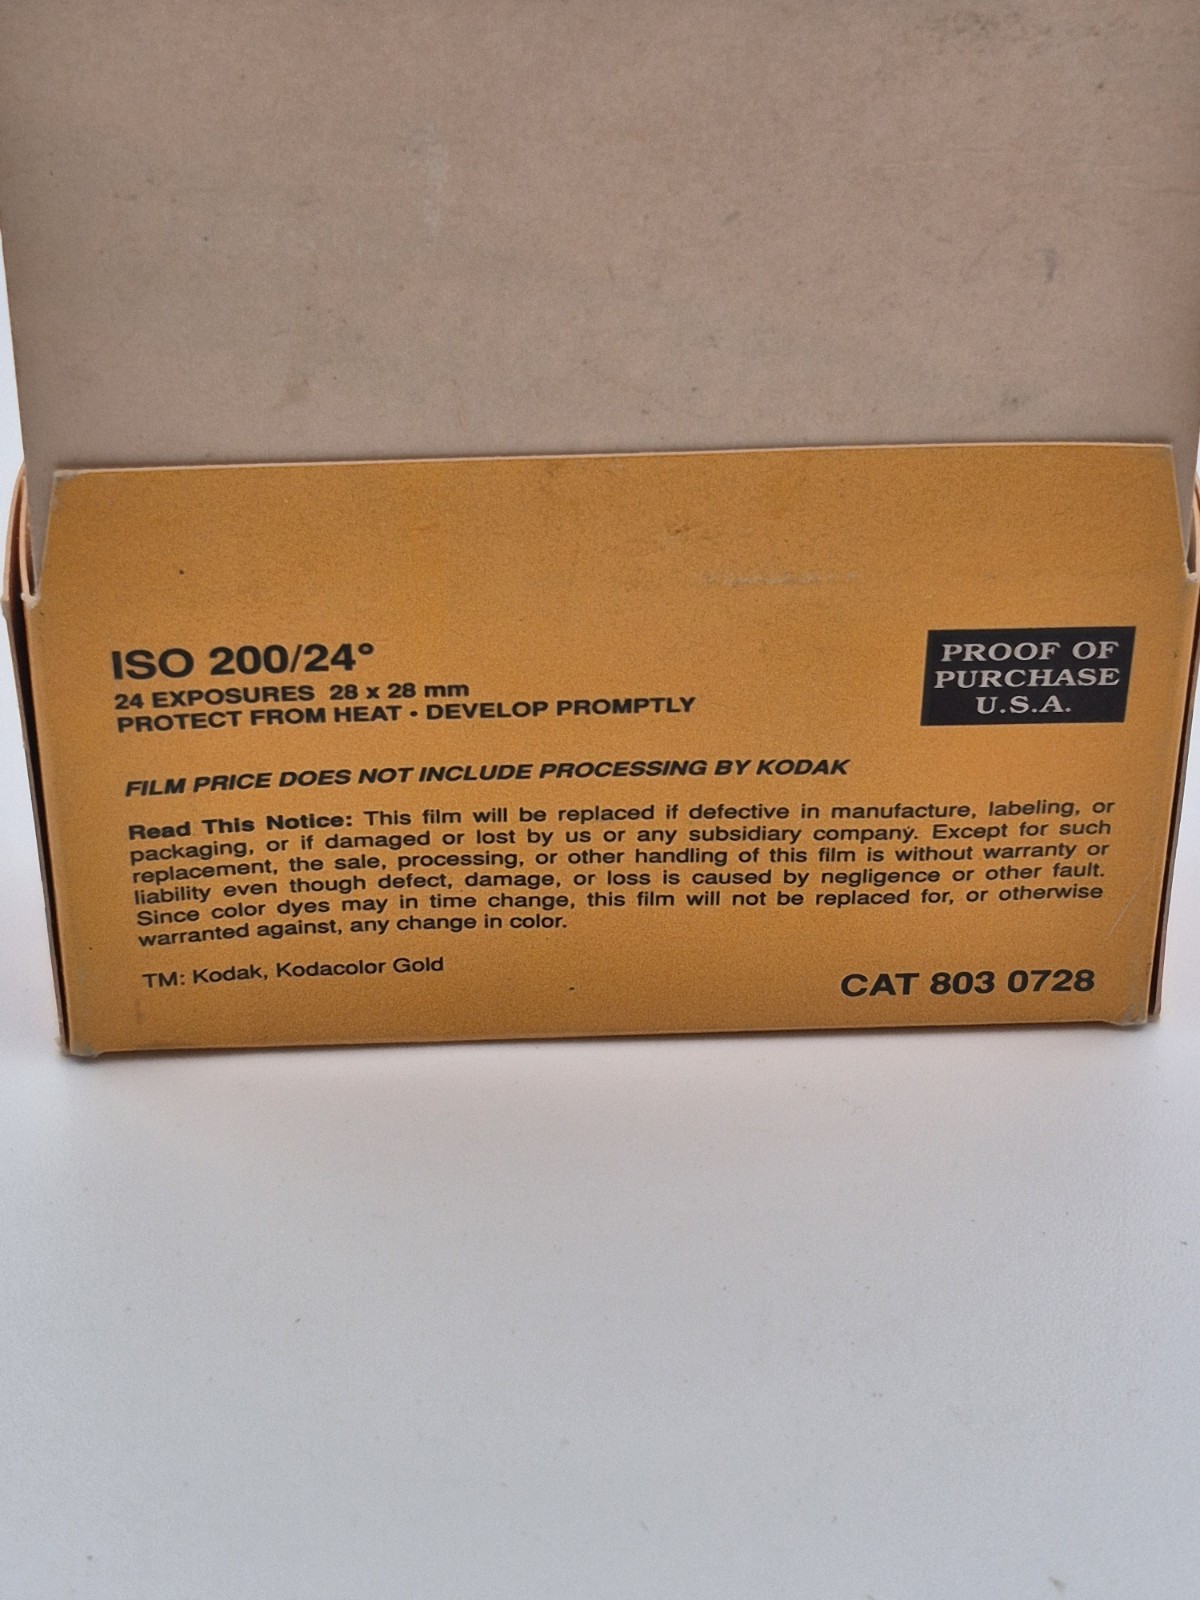 ISO 200/24°
24 EXPOSURES 28 x 28 mm
PROTECT FROM HEAT • DEVELOP PROMPTLY
PROOF OF
PURCHASE
U.S.A.
FILM PRICE DOES NOT INCLUDE PROCESSING BY KODAK
Read This Notice: This film will be replaced if defective in manufacture, labeling, or
packaging, or if damaged or lost by us or any subsidiary company. Except for such
replacement, the sale, processing, or other handling of this film is without warranty or
liability even though defect, damage, or loss is caused by negligence or other fault.
Since color dyes may in time change, this film will not be replaced for, or otherwise
warranted against, any change in color.
TM: Kodak, Kodacolor Gold
CAT 803 0728